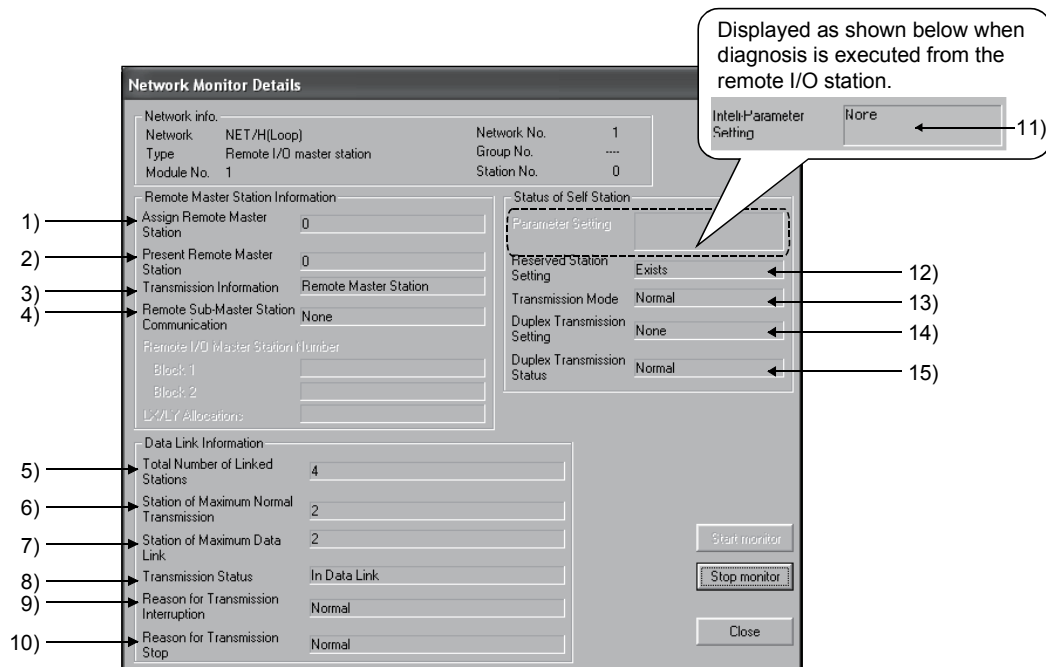 Displayed as shown below when
diagnosis is executed from the
remote I/O station.
Inteli-Parameter
Setting
Nore
11)
Network Monitor Details
Network info.
Network NET/H(Loop)
Type Remote I/O master station
Module No. 1
Network No. 1
Group No. ----
Station No. 0
Remote Master Station Information
1) Assign Remote Master
Station
0
2) Present Remote Master
Station
0
3) Transmission Information Remote Master Station
4) Remote Sub-Master Station
Communication
None
Remote I/O Master Station Number
Block 1
Block 2
LX/LY Allocations
Status of Self Station
Parameter Setting
Reserved Station
Setting
Exists
12)
Transmission Mode Normal 13)
Duplex Transmission
Setting
None
14)
Duplex Transmission
Status
Normal
15)
Data Link Information
5) Total Number of Linked
Stations
4
6) Station of Maximum Normal
Transmission
2
7) Station of Maximum Data
Link
2
8) Transmission Status In Data Link
9) Reason for Transmission
Interruption
Normal
10) Reason for Transmission
Stop
Normal
Start monitor
Stop monitor
Close